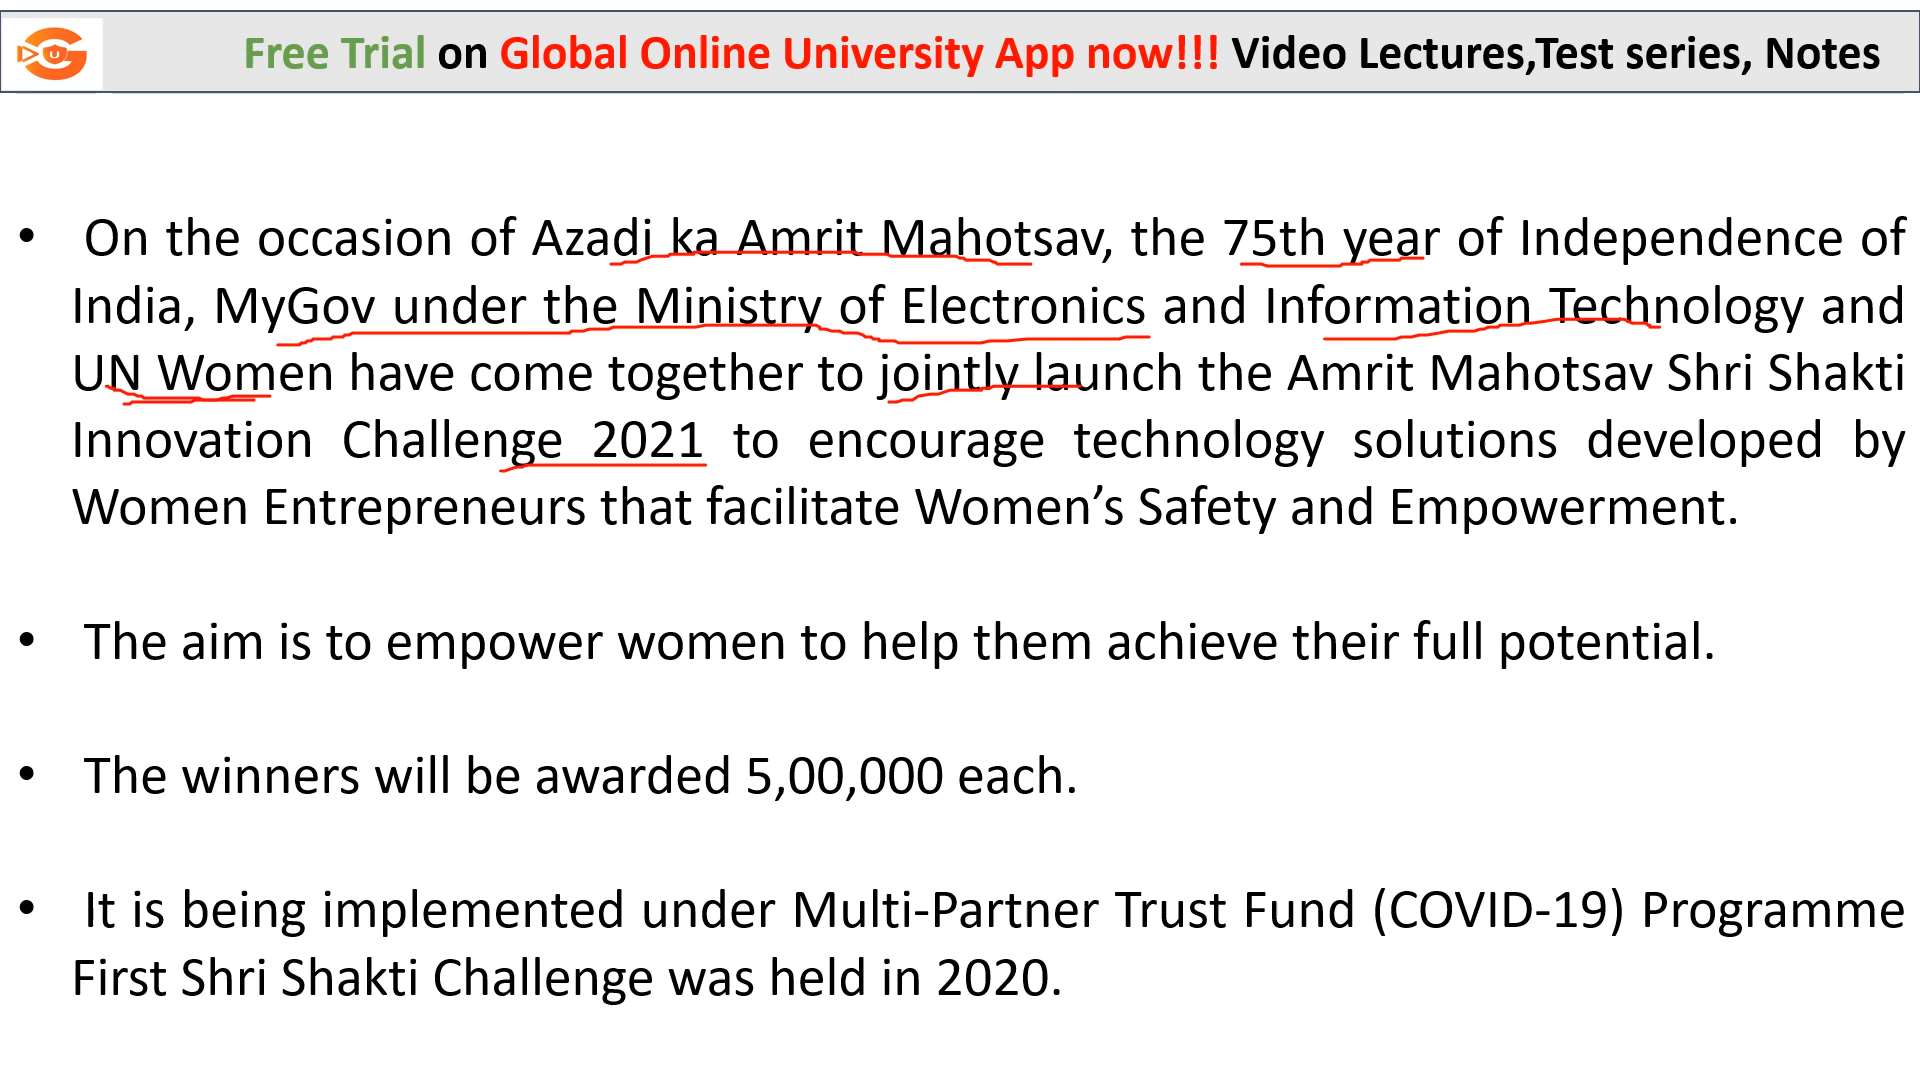 Free Trial on Global Online University App now!!! Video Lectures,Test series, Notes
• On the occasion of Azadi ka Amrit Mahotsav, the 75th year of Independence of
India, MyGov under the Ministry of Electronics and Information Technology and
UN Women have come together to jointly launch the Amrit Mahotsav Shri Shakti
Innovation Challenge 2021 to encourage technology solutions developed by
Women Entrepreneurs that facilitate Women’s Safety and Empowerment.
• The aim is to empower women to help them achieve their full potential.
• The winners will be awarded 5,00,000 each.
• It is being implemented under Multi-Partner Trust Fund (COVID-19) Programme
First Shri Shakti Challenge was held in 2020.